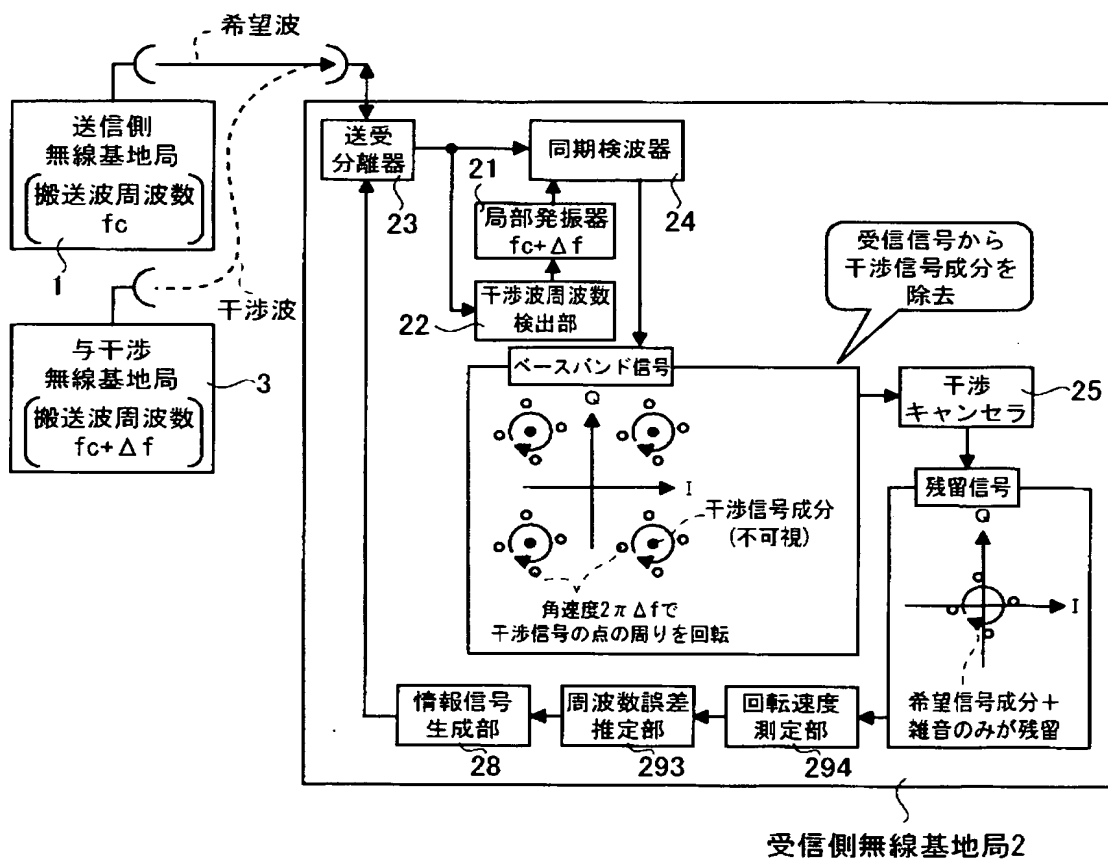 希望波
送信側
無線基地局
搬送波周波数
fc
1
干渉波
与干渉
無線基地局
搬送波周波数
fc+Δf
3
送受
分離器
23
同期検波器
24
21
局部発振器
fc+Δf
干渉波周波数
検出部
22
受信信号から
干渉信号成分を
除去
ベースバンド信号
Q
I
干渉信号成分
(不可視)
角速度2πΔfで
干渉信号の点の周りを回転
干渉
キャンセラ
25
残留信号
Q
I
希望信号成分+
雑音のみが残留
情報信号
生成部
28
周波数誤差
推定部
293
回転速度
測定部
294
受信側無線基地局2